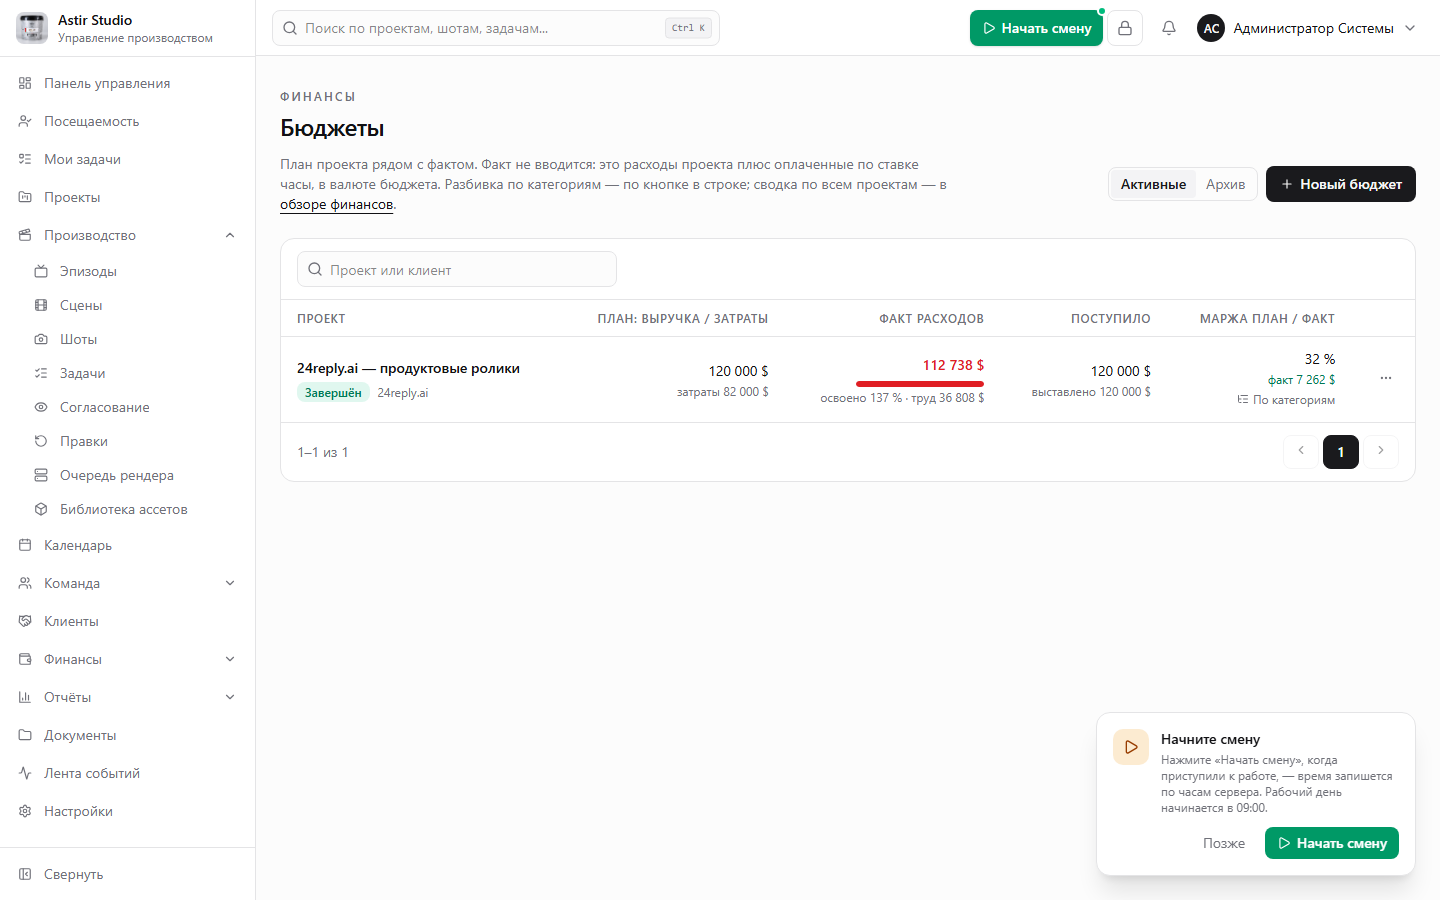 Astir Studio
Управление производством
Поиск по проектам, шотам, задачам...
Ctrl K
Начать смену
АС
Администратор Системы
Панель управления
Посещаемость
Мои задачи
Проекты
Производство
Эпизоды
Сцены
Шоты
Задачи
Согласование
Правки
Очередь рендера
Библиотека ассетов
Календарь
Команда
Клиенты
Финансы
Отчёты
Документы
Лента событий
Настройки
Свернуть
ФИНАНСЫ
Бюджеты
План проекта рядом с фактом. Факт не вводится: это расходы проекта плюс оплаченные по ставке
часы, в валюте бюджета. Разбивка по категориям — по кнопке в строке; сводка по всем проектам — в
обзоре финансов.
Активные
Архив
Новый бюджет
Проект или клиент
ПРОЕКТ
ПЛАН: ВЫРУЧКА / ЗАТРАТЫ
ФАКТ РАСХОДОВ
ПОСТУПИЛО
МАРЖА ПЛАН / ФАКТ
24reply.ai — продуктовые ролики
Завершён
24reply.ai
120 000 $
затраты 82 000 $
112 738 $
освоено 137 % · труд 36 808 $
120 000 $
выставлено 120 000 $
32 %
факт 7 262 $
По категориям
1–1 из 1
1
Начните смену
Нажмите «Начать смену», когда
приступили к работе, — время запишется
по часам сервера. Рабочий день
начинается в 09:00.
Позже
Начать смену